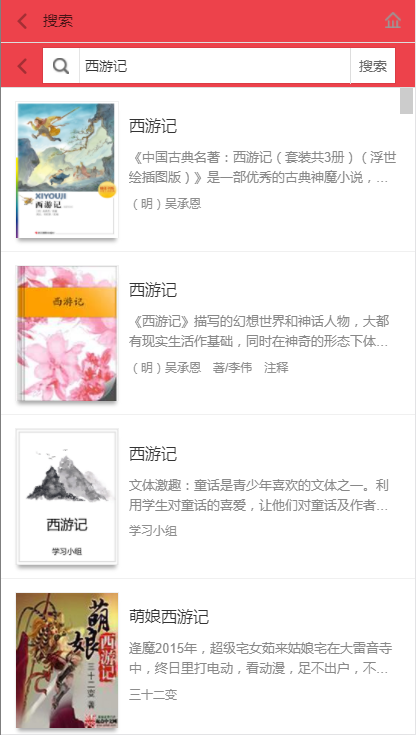 搜索
西游记
搜索
XIYOUJI
西游记
西游记
《中国古典名著：西游记（套装共3册）（浮世
绘插图版）》是一部优秀的古典神魔小说，...
（明）吴承恩
西游记
西游记
《西游记》描写的幻想世界和神话人物，大都
有现实生活作基础，同时在神奇的形态下体...
（明）吴承恩　著/李伟　注释
西游记
学习小组
西游记
文体激趣：童话是青少年喜欢的文体之一。利
用学生对童话的喜爱，让他们对童话及作者...
学习小组
萌娘
西游记
三十二变 著
萌娘西游记
逢魔2015年，超级宅女茹来姑娘宅在大雷音寺
中，终日里打电动，看动漫，足不出户，不...
三十二变